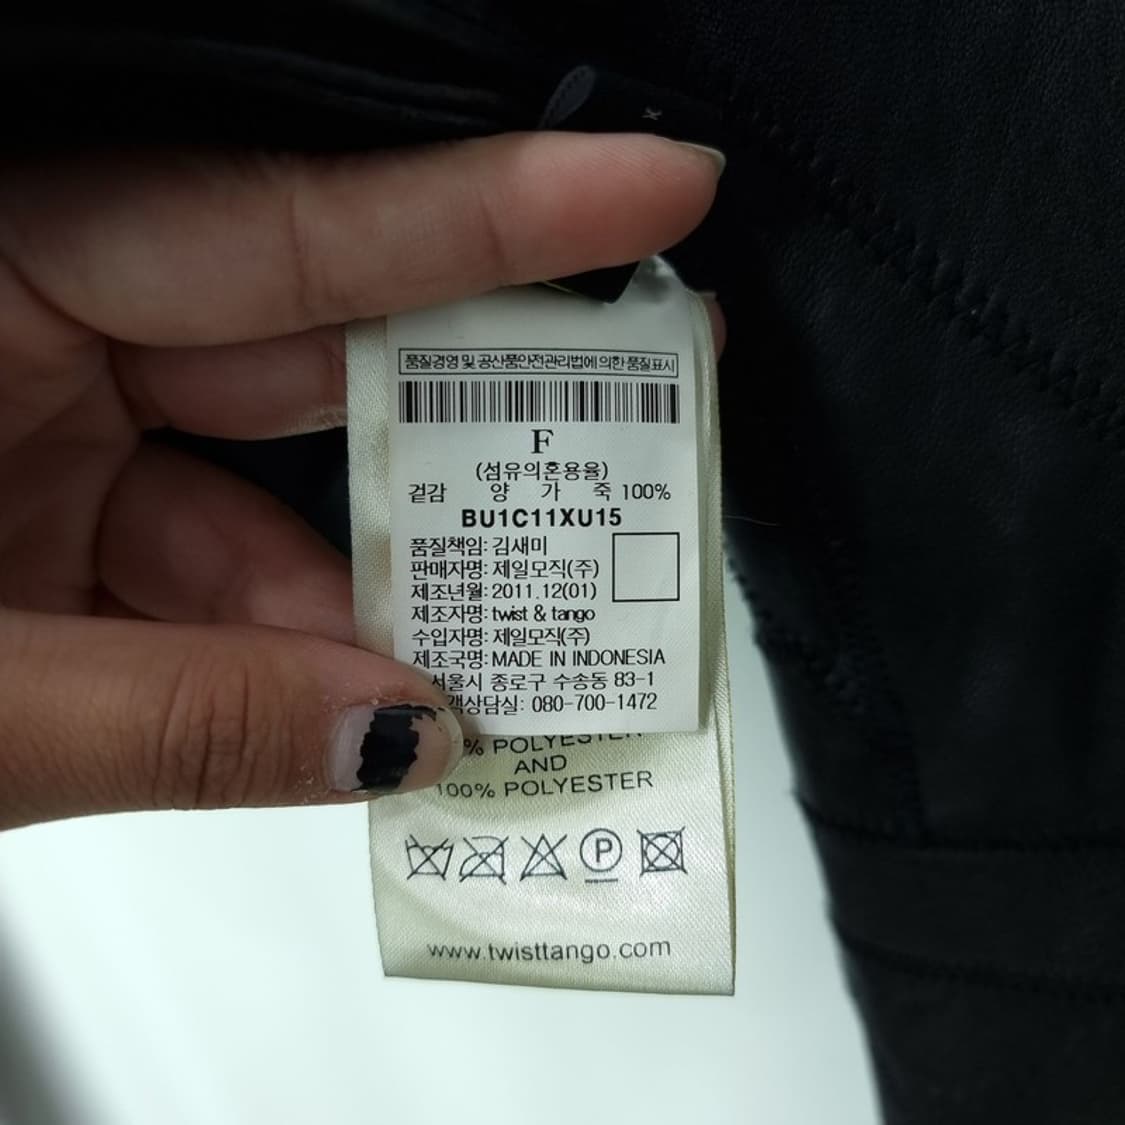 품질경영 및 공산품안전관리법에 의한 품질표시
F
(섬유의혼용율)
겉감 양 가 죽 100%
BU1C11XU15
품질책임: 김새미
판매자명: 제일모직(주)
제조년월: 2011.12(01)
제조자명: twist & tango
수입자명: 제일모직(주)
제조국명: MADE IN INDONESIA
서울시 종로구 수송동 83-1
객상담실: 080-700-1472
% POLYESTER
AND
100% POLYESTER
P
www.twisttango.com